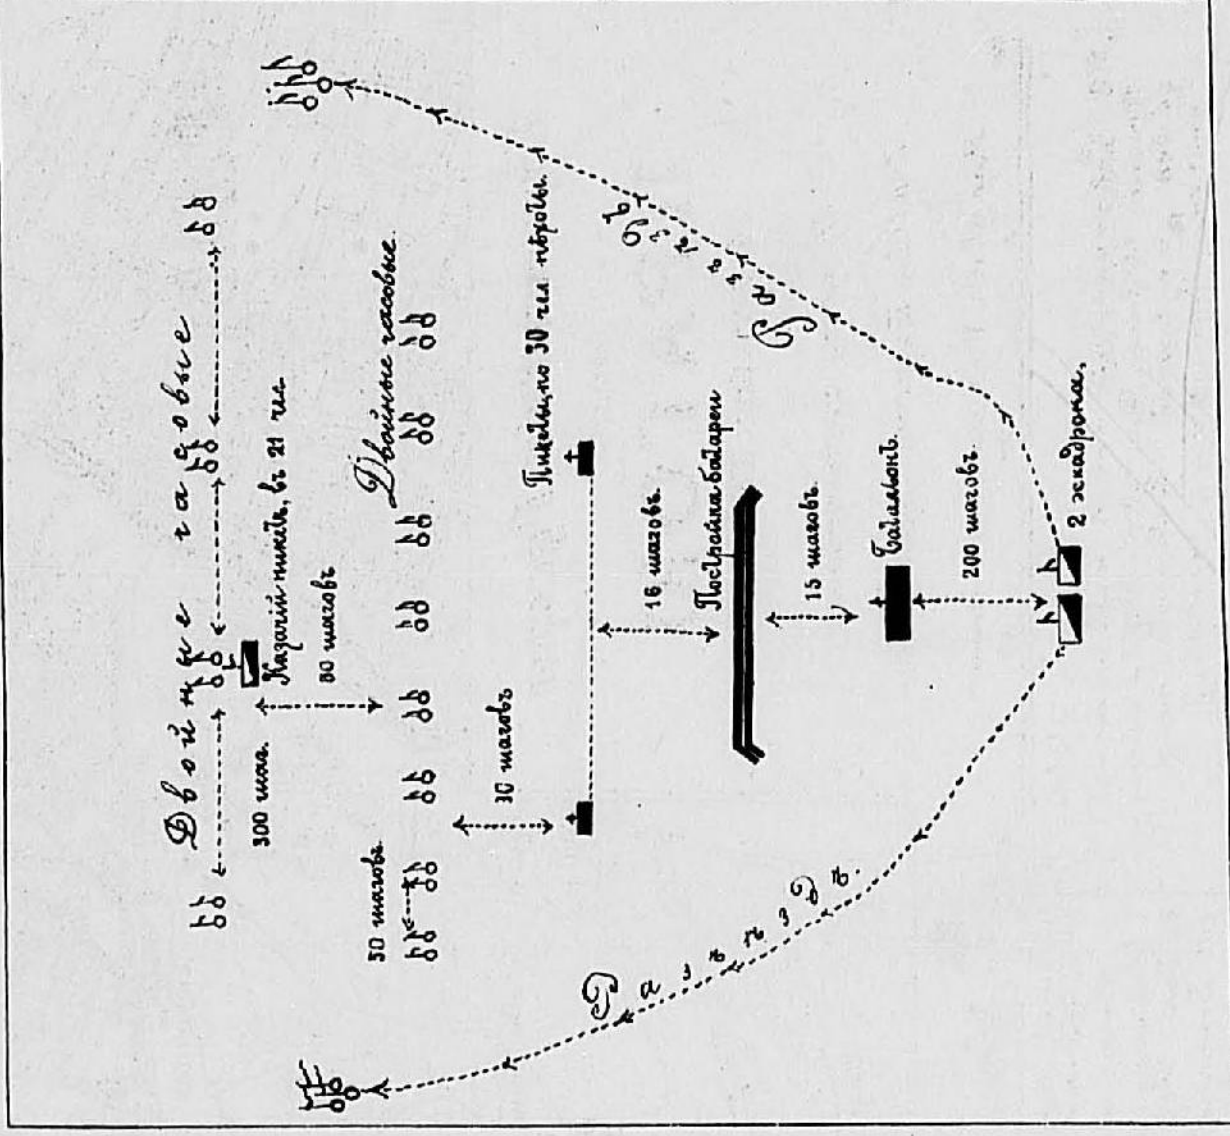 Двойные часовые
300 шаг.
Казачій пикетъ, въ 21 чел.
80 шаговъ
Двойные часовые.
50 шаговъ.
30 шаговъ
Пикеты, по 30 чел. пѣхоты.
16 шаговъ.
Постройка батареи
15 шаговъ.
Баталіонъ.
200 шаговъ.
2 эскадрона.
Разъѣздъ.
Разъѣздъ